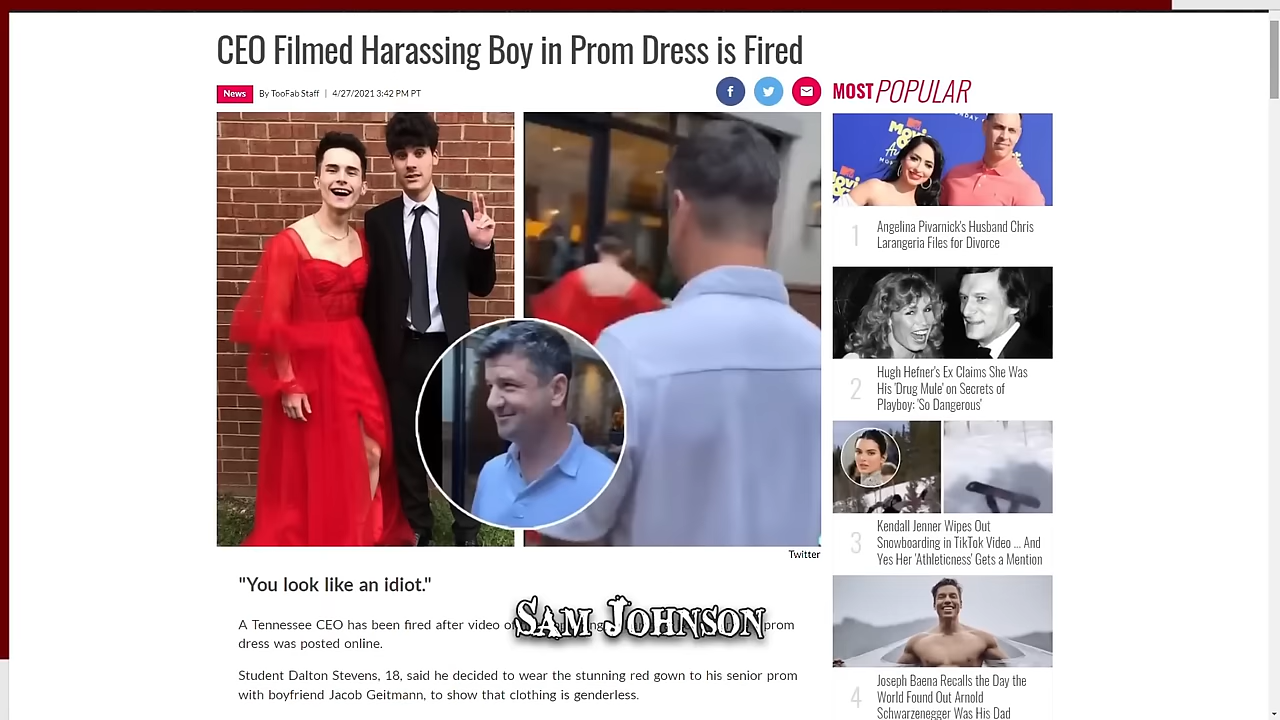 CEO Filmed Harassing Boy in Prom Dress is Fired
News By TooFab Staff | 4/27/2021 3:42 PM PT
Twitter
"You look like an idiot."
A Tennessee CEO has been fired after video prom
dress was posted online.
Student Dalton Stevens, 18, said he decided to wear the stunning red gown to his senior prom
with boyfriend Jacob Geitmann, to show that clothing is genderless.
SAM JOHNSON
MOST POPULAR
1 Angelina Pivarnick's Husband Chris
Larangeria Files for Divorce
2 Hugh Hefner's Ex Claims She Was
His 'Drug Mule' on Secrets of
Playboy: 'So Dangerous'
3 Kendall Jenner Wipes Out
Snowboarding in TikTok Video ... And
Yes Her 'Athleticness' Gets a Mention
4 Joseph Baena Recalls the Day the
World Found Out Arnold
Schwarzenegger Was His Dad